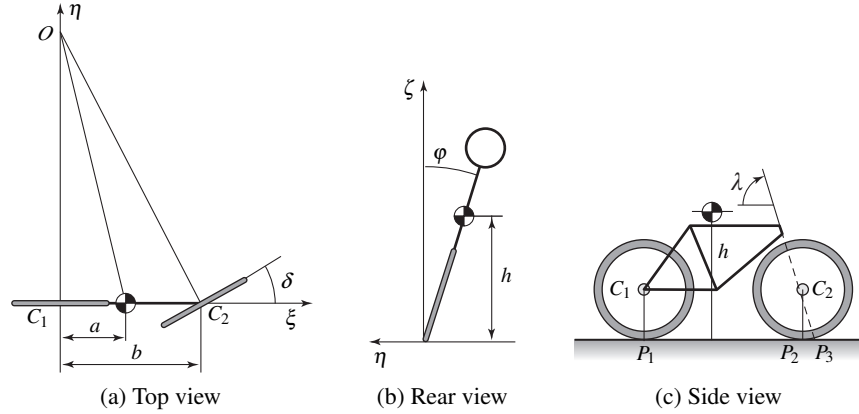 η
O
δ
C₁
C₂
ξ
a
b
(a) Top view
ζ
φ
h
η
(b) Rear view
λ
h
C₁
C₂
P₁
P₂
P₃
(c) Side view